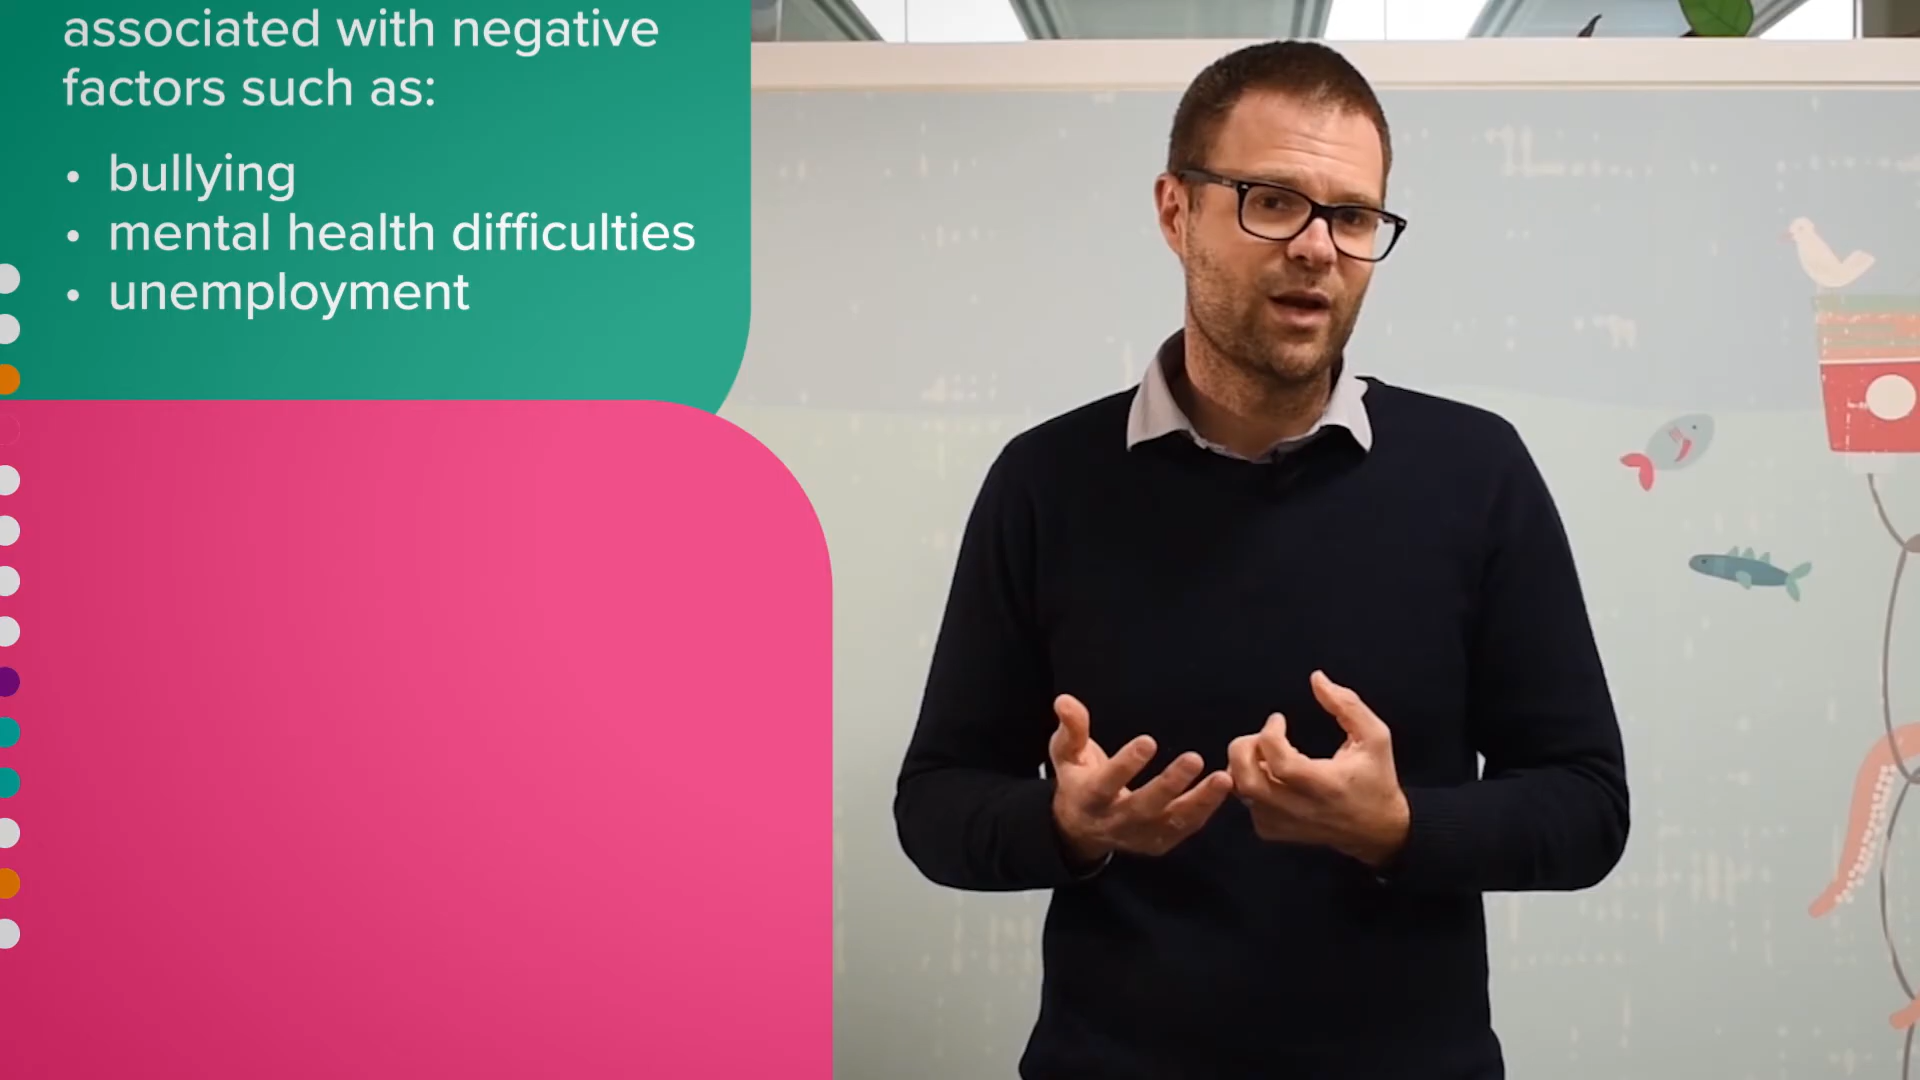 associated with negative
factors such as:
• bullying
• mental health difficulties
• unemployment